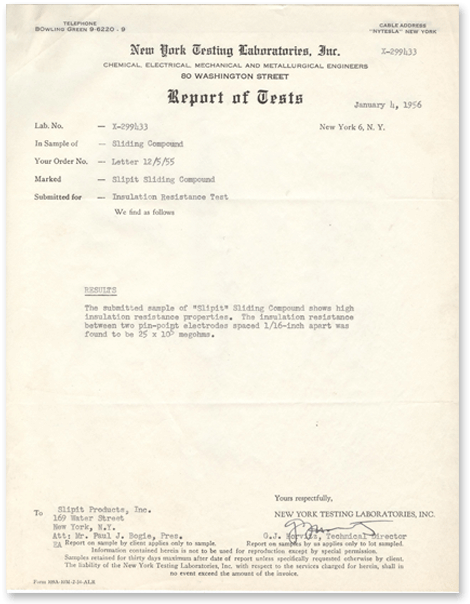 TELEPHONE
BOWLING GREEN 9-6220 - 9
CABLE ADDRESS
"NYTESLA" NEW YORK
New York Testing Laboratories, Inc.
X-299433
CHEMICAL, ELECTRICAL, MECHANICAL AND METALLURGICAL ENGINEERS
80 WASHINGTON STREET
Report of Tests
January 4, 1956
Lab. No. — X-299433
New York 6, N. Y.
In Sample of — Sliding Compound
Your Order No. — Letter 12/5/55
Marked — Slipit Sliding Compound
Submitted for — Insulation Resistance Test
We find as follows
RESULTS
The submitted sample of "Slipit" Sliding Compound shows high
insulation resistance properties. The insulation resistance
between two pin-point electrodes spaced 1/16-inch apart was
found to be 25 x 10⁵ megohms.
Yours respectfully,
To Slipit Products, Inc.
169 Water Street
New York, N.Y.
Att: Mr. Paul J. Bogie, Pres.
NEW YORK TESTING LABORATORIES, INC.
G.J. Horvitz, Technical Director
Report on sample by client applies only to sample.
Report on samples by us applies only to lot sampled.
Information contained herein is not to be used for reproduction except by special permission.
Samples retained for thirty days maximum after date of report unless specifically requested otherwise by client.
The liability of the New York Testing Laboratories, Inc. with respect to the services charged for herein, shall in
no event exceed the amount of the invoice.